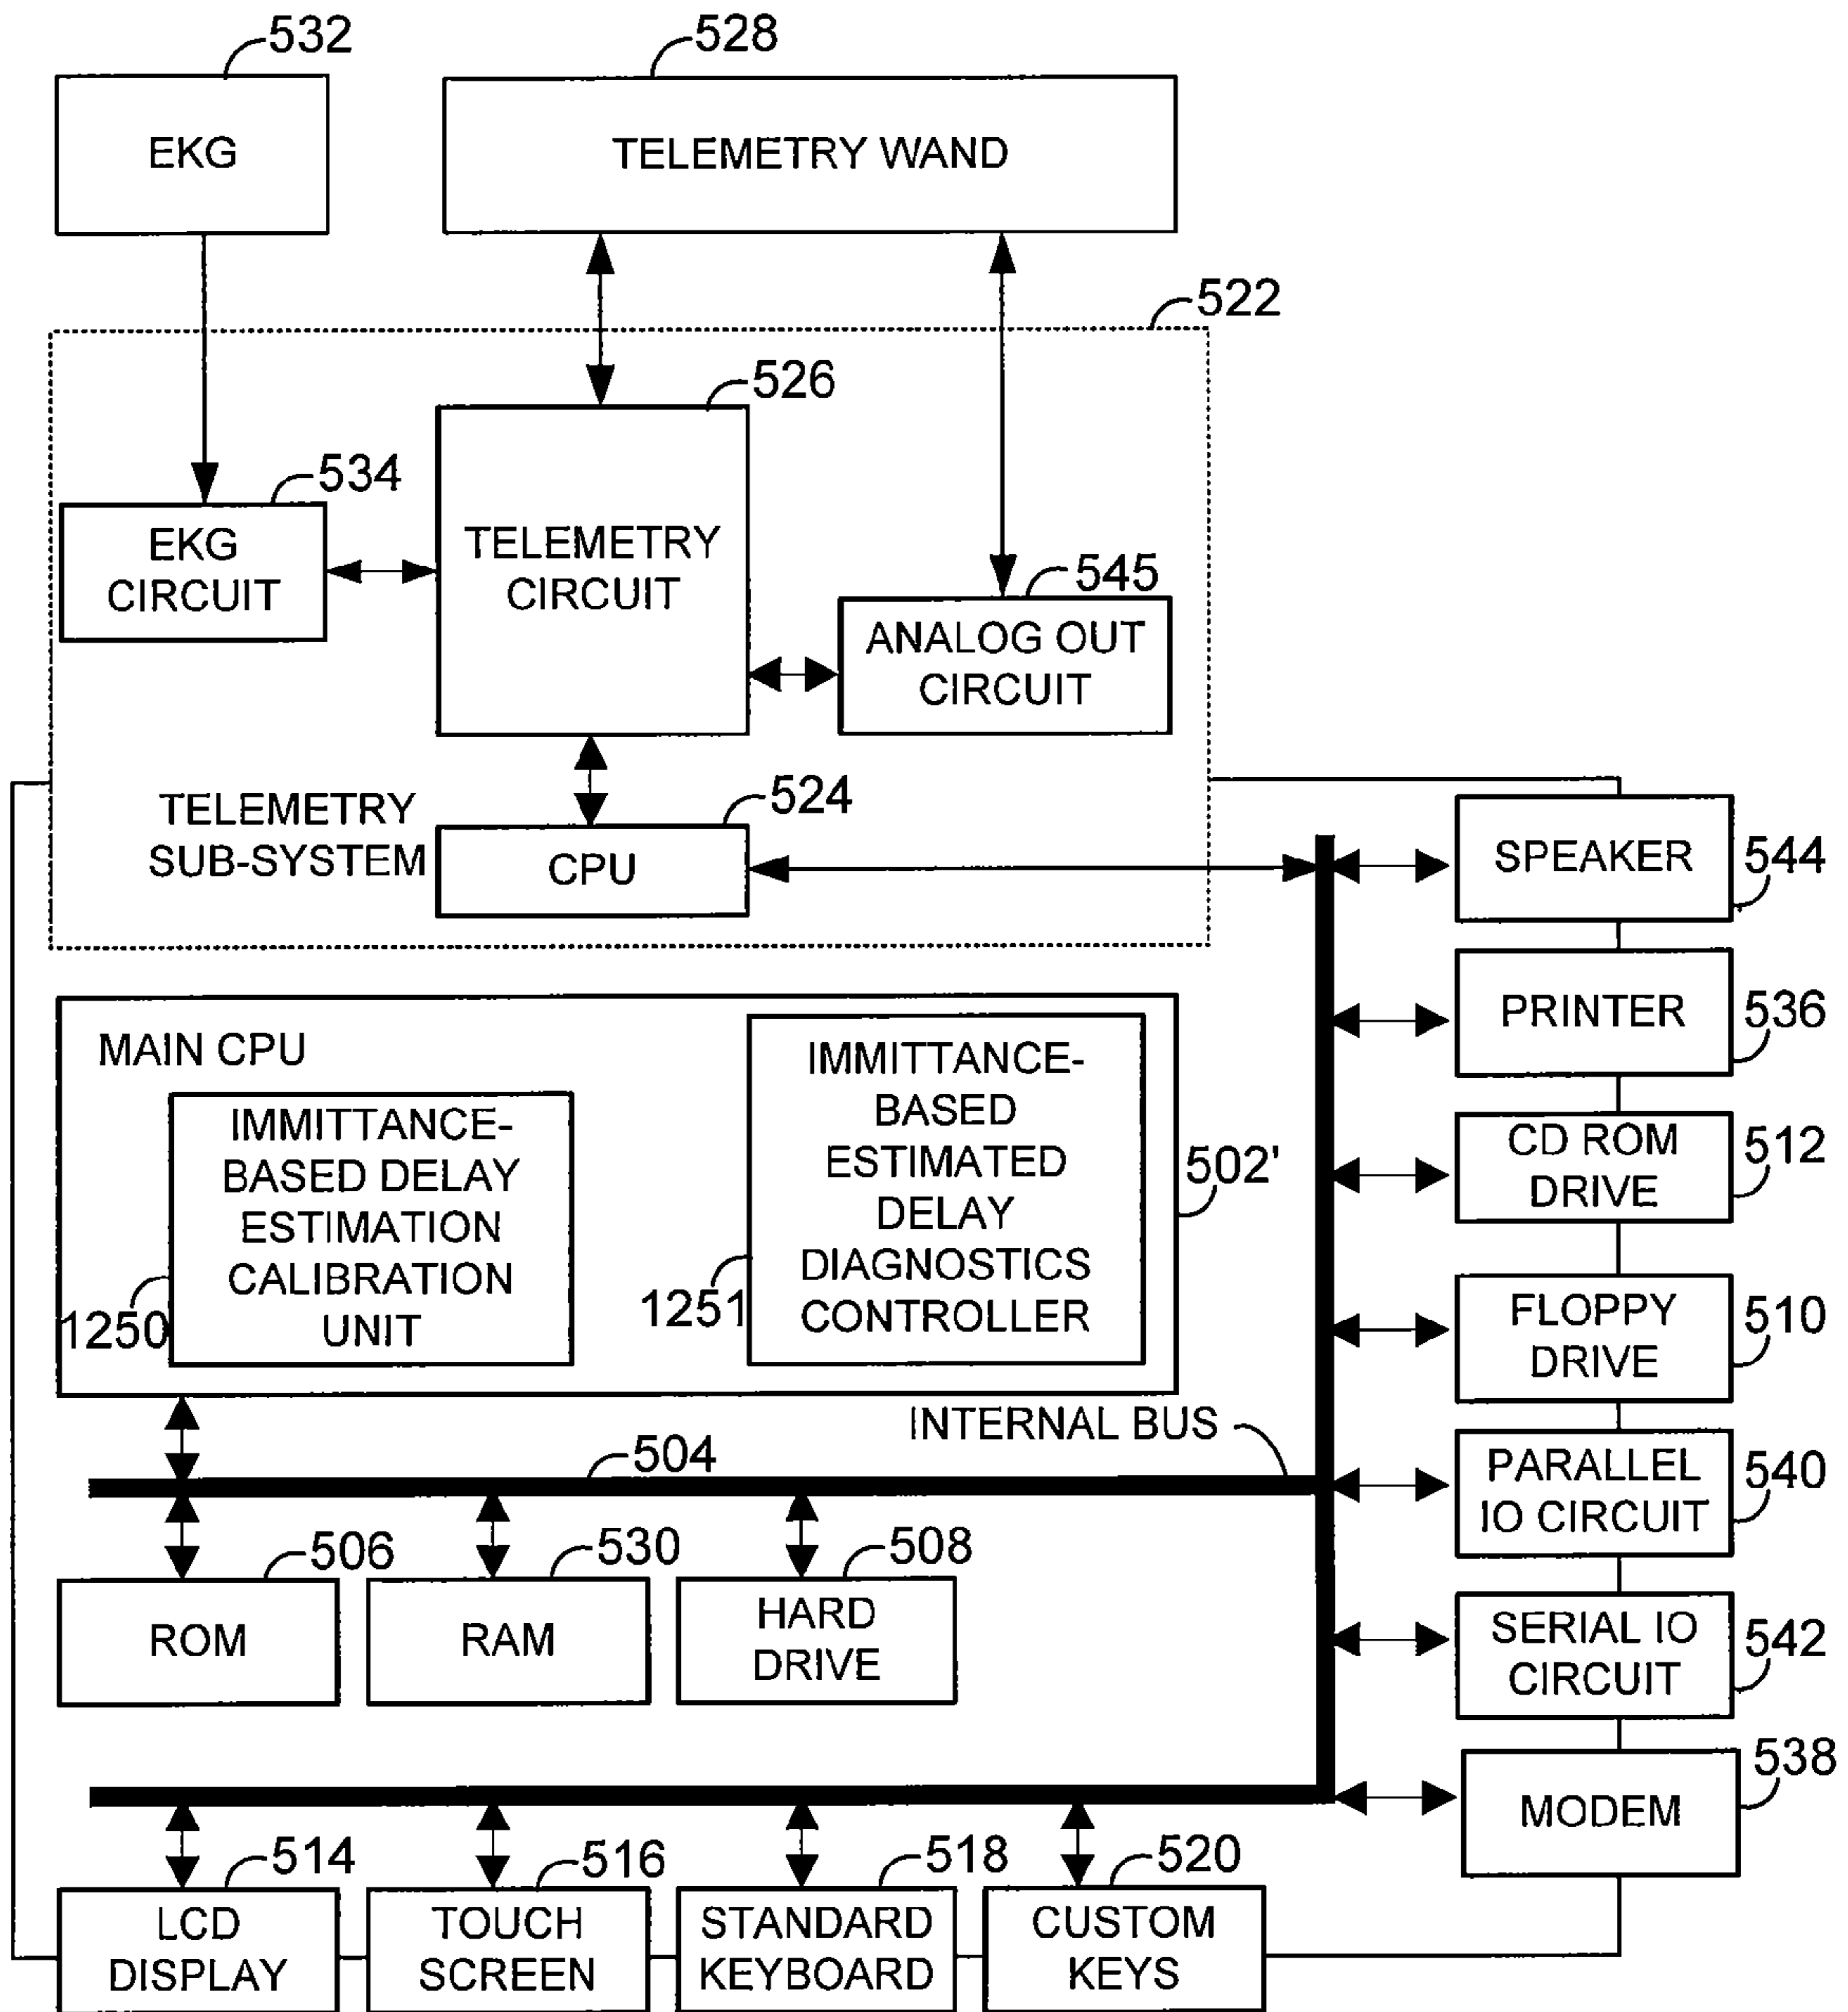 532
528
EKG
TELEMETRY WAND
522
526
534
EKG
CIRCUIT
TELEMETRY
CIRCUIT
545
ANALOG OUT
CIRCUIT
TELEMETRY
SUB-SYSTEM
524
CPU
SPEAKER
544
PRINTER
536
CD ROM
DRIVE
512
FLOPPY
DRIVE
510
PARALLEL
IO CIRCUIT
540
SERIAL IO
CIRCUIT
542
MODEM
538
MAIN CPU
IMMITTANCE-
BASED DELAY
ESTIMATION
CALIBRATION
UNIT
1250
IMMITTANCE-
BASED
ESTIMATED
DELAY
DIAGNOSTICS
CONTROLLER
1251
502'
INTERNAL BUS
504
506
ROM
530
RAM
508
HARD
DRIVE
514
LCD
DISPLAY
516
TOUCH
SCREEN
518
STANDARD
KEYBOARD
520
CUSTOM
KEYS